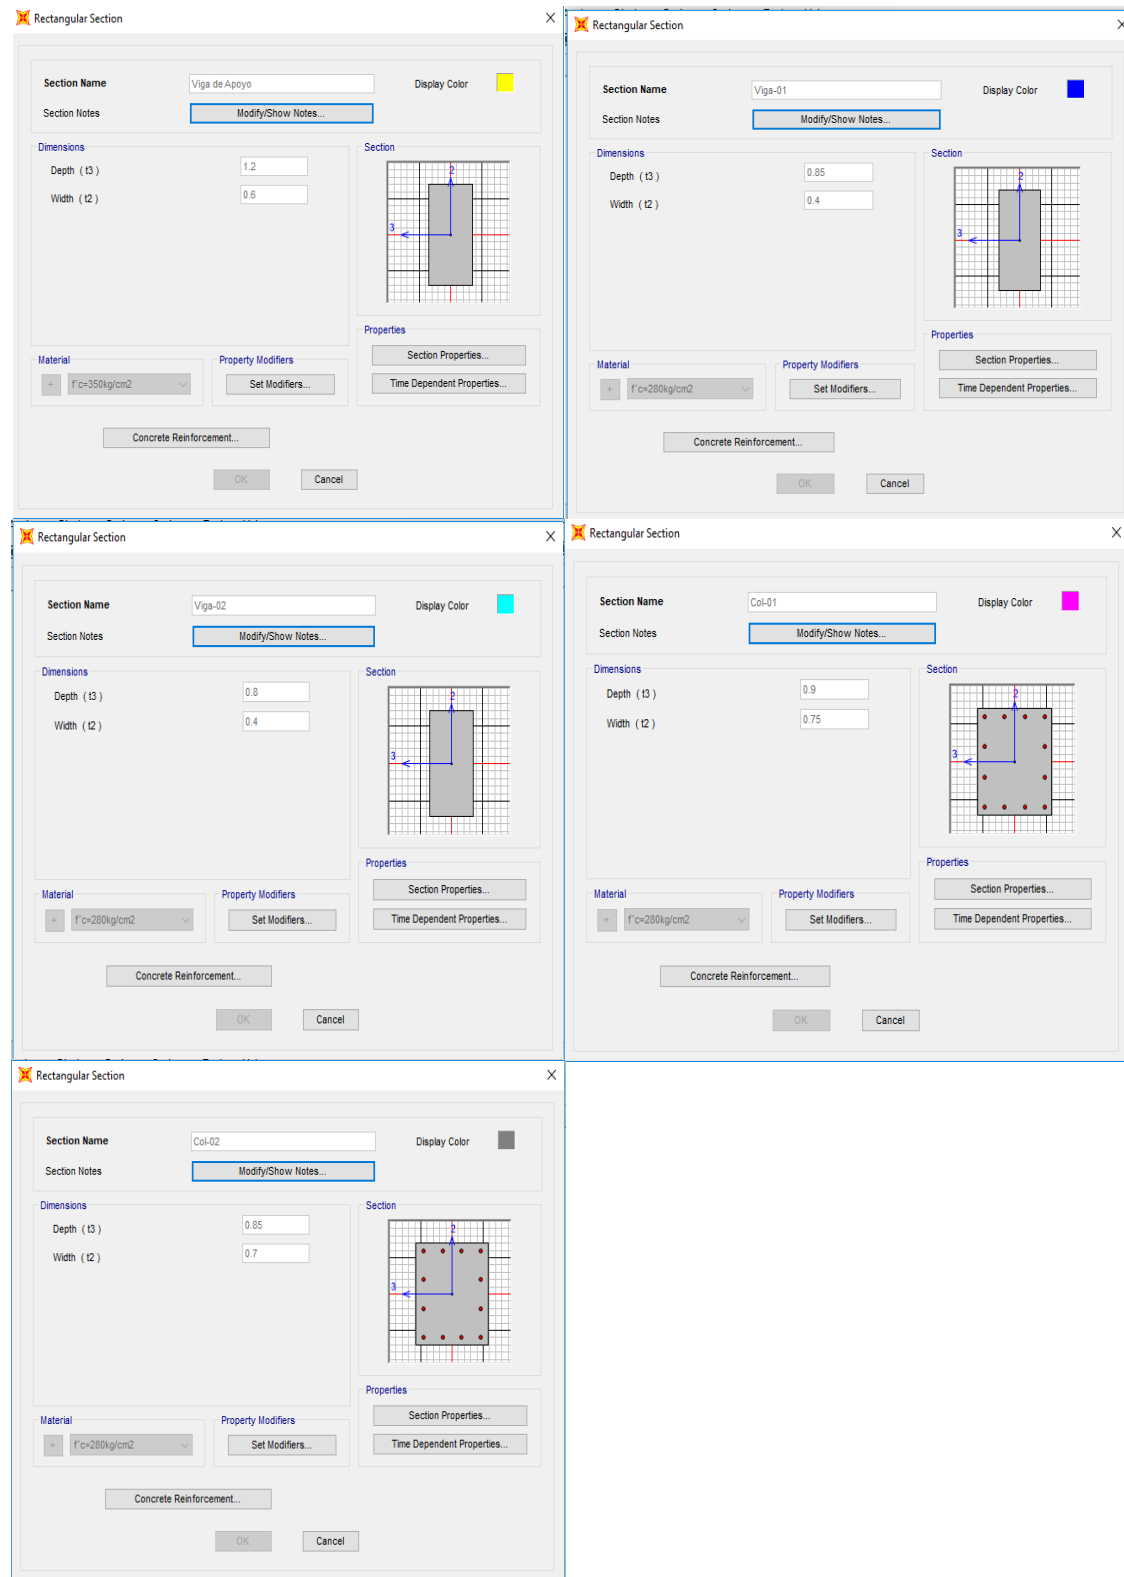 Rectangular Section
Section Name
Viga de Apoyo
Display Color
Section Notes
Modify/Show Notes...
Dimensions
Depth ( t3 )
1.2
Width ( t2 )
0.6
Section
2
3
Properties
Section Properties...
Time Dependent Properties...
Material
+
f´c=350kg/cm2
Property Modifiers
Set Modifiers...
Concrete Reinforcement...
OK
Cancel
Rectangular Section
Section Name
Viga-01
Display Color
Section Notes
Modify/Show Notes...
Dimensions
Depth ( t3 )
0.85
Width ( t2 )
0.4
Section
2
3
Properties
Section Properties...
Time Dependent Properties...
Material
+
f´c=280kg/cm2
Property Modifiers
Set Modifiers...
Concrete Reinforcement...
OK
Cancel
Rectangular Section
Section Name
Viga-02
Display Color
Section Notes
Modify/Show Notes...
Dimensions
Depth ( t3 )
0.8
Width ( t2 )
0.4
Section
2
3
Properties
Section Properties...
Time Dependent Properties...
Material
+
f´c=280kg/cm2
Property Modifiers
Set Modifiers...
Concrete Reinforcement...
OK
Cancel
Rectangular Section
Section Name
Col-01
Display Color
Section Notes
Modify/Show Notes...
Dimensions
Depth ( t3 )
0.9
Width ( t2 )
0.75
Section
2
3
Properties
Section Properties...
Time Dependent Properties...
Material
+
f´c=280kg/cm2
Property Modifiers
Set Modifiers...
Concrete Reinforcement...
OK
Cancel
Rectangular Section
Section Name
Col-02
Display Color
Section Notes
Modify/Show Notes...
Dimensions
Depth ( t3 )
0.85
Width ( t2 )
0.7
Section
2
3
Properties
Section Properties...
Time Dependent Properties...
Material
+
f´c=280kg/cm2
Property Modifiers
Set Modifiers...
Concrete Reinforcement...
OK
Cancel